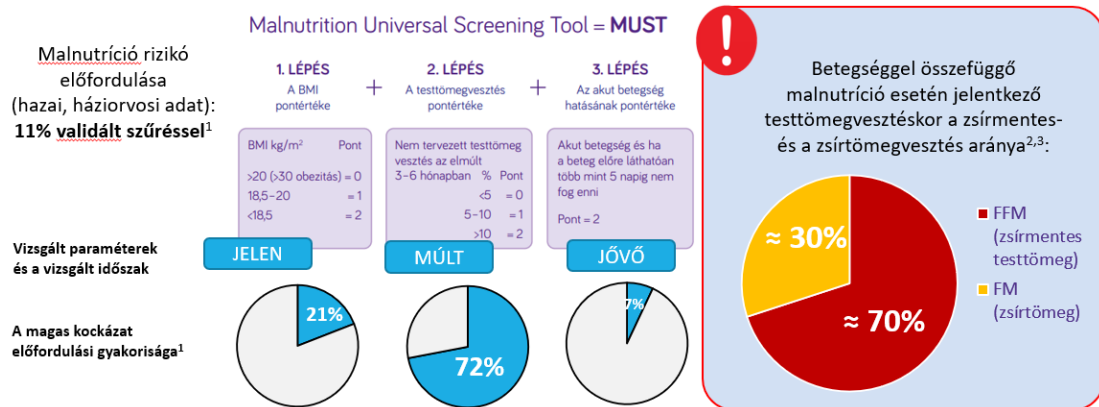 Malnutrition Universal Screening Tool = MUST
Malnutríció rizikó
előfordulása
(hazai, háziorvosi adat):
11% validált szűréssel1
1. LÉPÉS
A BMI
pontértéke
+
2. LÉPÉS
A testtömegvesztés
pontértéke
+
3. LÉPÉS
Az akut betegség
hatásának pontértéke
BMI kg/m² Pont
>20 (>30 obezitás) = 0
18,5–20 = 1
<18,5 = 2
Nem tervezett testtömeg
vesztés az elmúlt
3–6 hónapban % Pont
<5 = 0
5–10 = 1
>10 = 2
Akut betegség és ha
a beteg előre láthatóan
több mint 5 napig nem
fog enni
Pont = 2
Vizsgált paraméterek
és a vizsgált időszak
JELEN
MÚLT
JŐVŐ
A magas kockázat
előfordulási gyakorisága1
21%
72%
7%
!
Betegséggel összefüggő
malnutríció esetén jelentkező
testtömegvesztéskor a zsírmentes-
és a zsírtömegvesztés aránya2,3:
≈ 30%
≈ 70%
FFM
(zsírmentes
testtömeg)
FM
(zsírtömeg)